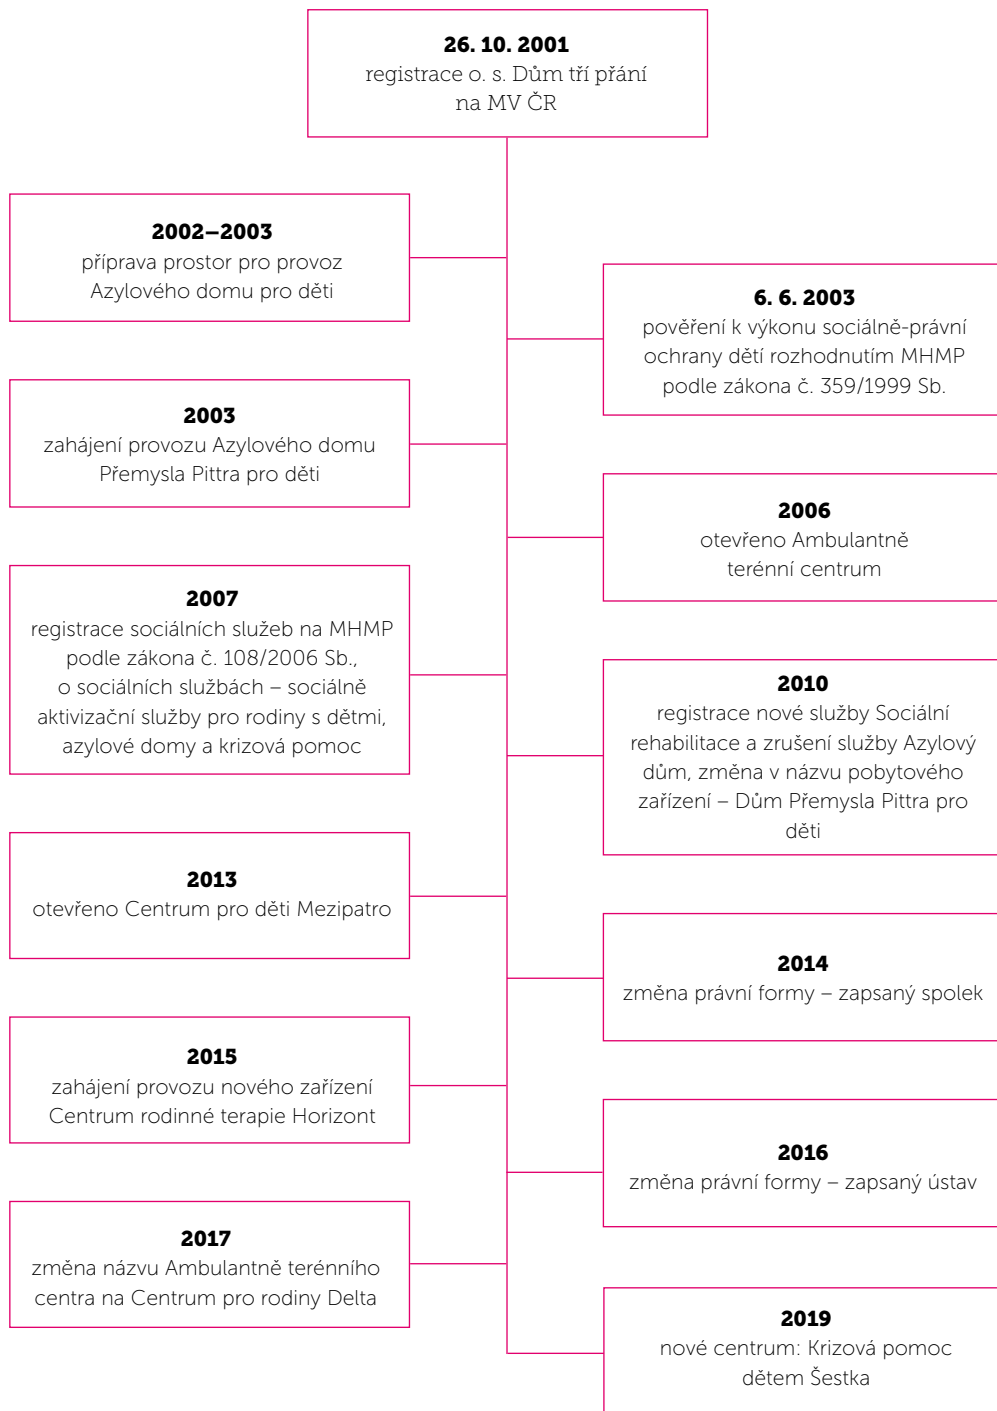 26. 10. 2001
registrace o. s. Dům tří přání
na MV ČR
2002–2003
příprava prostor pro provoz
Azylového domu pro děti
6. 6. 2003
pověření k výkonu sociálně-právní
ochrany dětí rozhodnutím MHMP
podle zákona č. 359/1999 Sb.
2003
zahájení provozu Azylového domu
Přemysla Pittra pro děti
2006
otevřeno Ambulantně
terénní centrum
2007
registrace sociálních služeb na MHMP
podle zákona č. 108/2006 Sb.,
o sociálních službách – sociálně
aktivizační služby pro rodiny s dětmi,
azylové domy a krizová pomoc
2010
registrace nové služby Sociální
rehabilitace a zrušení služby Azylový
dům, změna v názvu pobytového
zařízení – Dům Přemysla Pittra pro
děti
2013
otevřeno Centrum pro děti Mezipatro
2014
změna právní formy – zapsaný spolek
2015
zahájení provozu nového zařízení
Centrum rodinné terapie Horizont
2016
změna právní formy – zapsaný ústav
2017
změna názvu Ambulantně terénního
centra na Centrum pro rodiny Delta
2019
nové centrum: Krizová pomoc
dětem Šestka